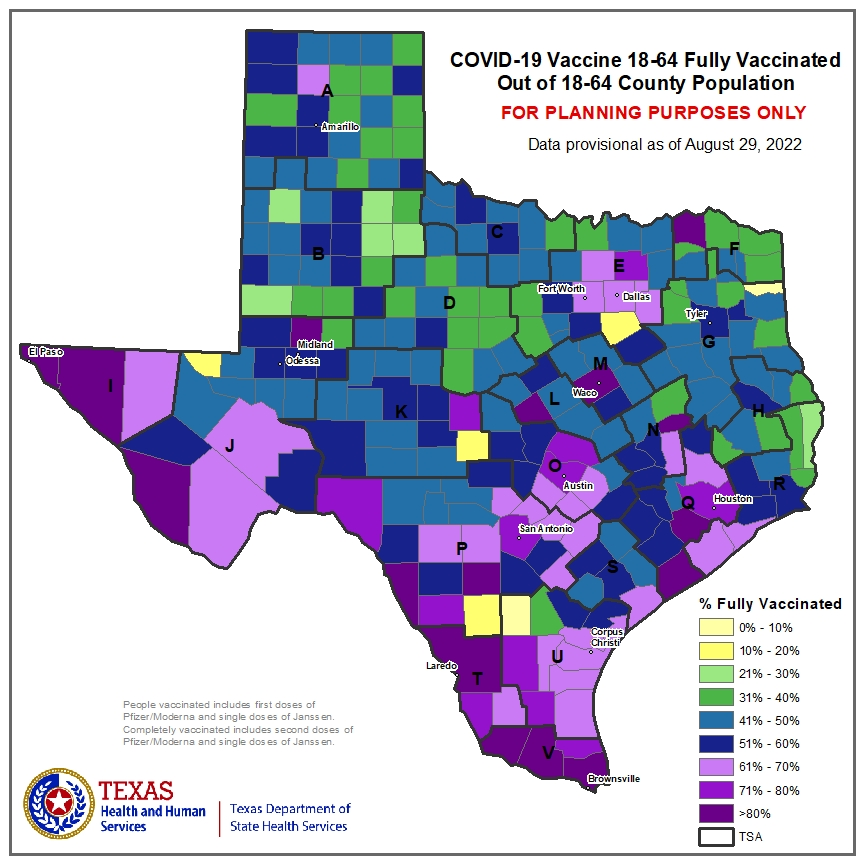 COVID-19 Vaccine 18-64 Fully Vaccinated
Out of 18-64 County Population
FOR PLANNING PURPOSES ONLY
Data provisional as of August 29, 2022
A
Amarillo
B
C
D
E
F
Fort Worth
Dallas
Tyler
G
El Paso
Midland
Odessa
I
J
K
L
M
Waco
N
H
O
Austin
Q
Houston
R
P
San Antonio
S
Corpus
Christi
U
Laredo
T
V
Brownsville
% Fully Vaccinated
0% - 10%
10% - 20%
21% - 30%
31% - 40%
41% - 50%
51% - 60%
61% - 70%
71% - 80%
>80%
TSA
People vaccinated includes first doses of
Pfizer/Moderna and single doses of Janssen.
Completely vaccinated includes second doses of
Pfizer/Moderna and single doses of Janssen.
TEXAS
Health and Human
Services
Texas Department of
State Health Services